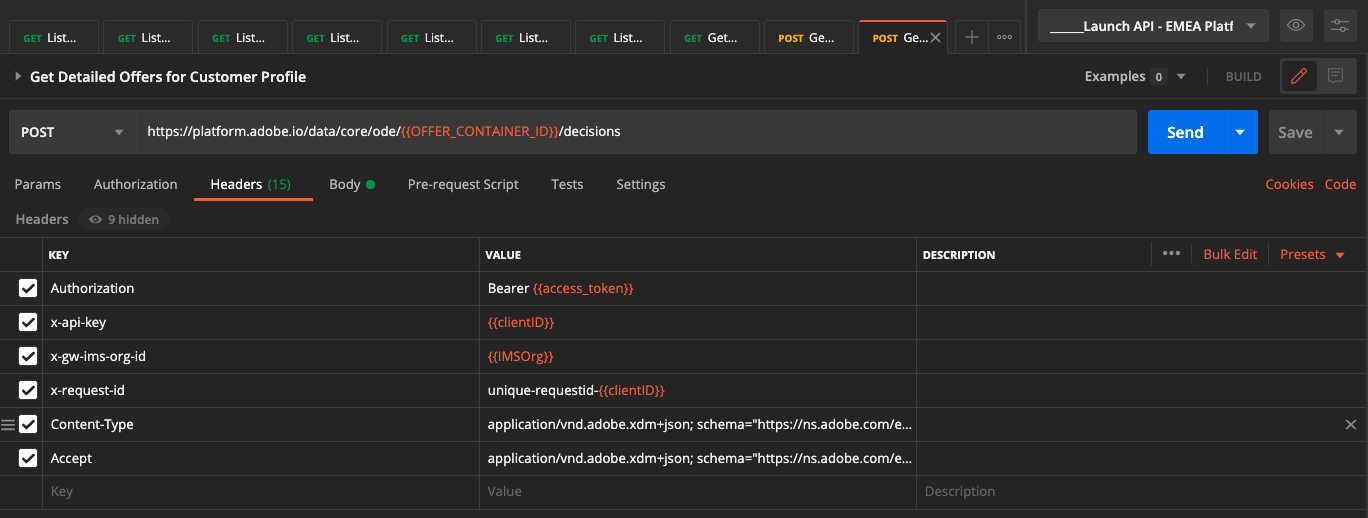 GET List... GET List... GET List... GET List... GET List... GET List... GET List... GET Get... POST Ge... POST Ge... _____Launch API - EMEA Platf
Get Detailed Offers for Customer Profile Examples 0 BUILD
POST https://platform.adobe.io/data/core/ode/{{OFFER_CONTAINER_ID}}/decisions Send Save
Params Authorization Headers (15) Body Pre-request Script Tests Settings Cookies Code
Headers 9 hidden
KEY VALUE DESCRIPTION Bulk Edit Presets
Authorization Bearer {{access_token}}
x-api-key {{clientID}}
x-gw-ims-org-id {{IMSOrg}}
x-request-id unique-requestid-{{clientID}}
Content-Type application/vnd.adobe.xdm+json; schema="https://ns.adobe.com/e...
Accept application/vnd.adobe.xdm+json; schema="https://ns.adobe.com/e...
Key Value Description